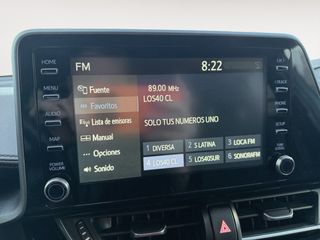 FM
8:22
HOME
MENU
AUDIO
MAP
POWER
VOLUME
Fuente
Favoritos
Lista de emisoras
Manual
Opciones
Sonido
89.00 MHz
LOS40 CL
SOLO TUS NUMEROS UNO
1 DIVERSA
2 S LATINA
3 LOCA FM
4 LOS40 CL
5 LOS40SUR
6 SONORAFM
TRACK
PHONE
SETUP
TUNE
SCROLL